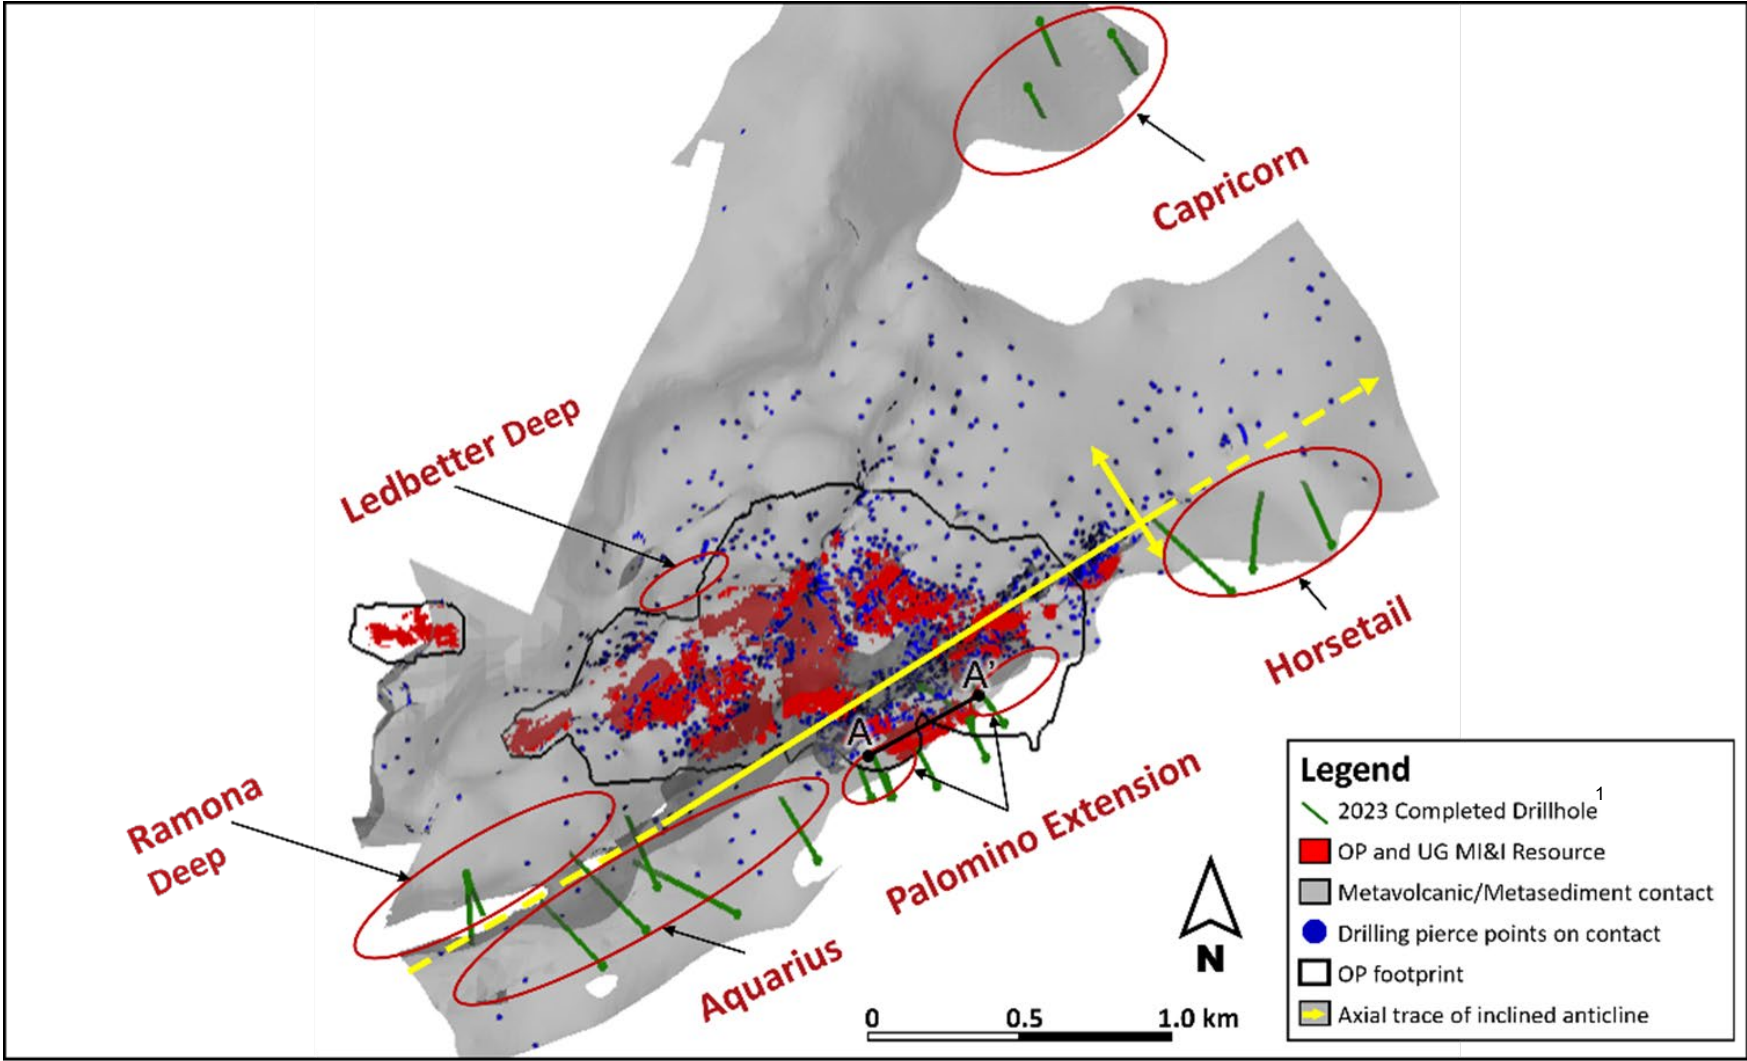 Capricorn
Ledbetter Deep
Horsetail
A'
A
Palomino Extension
Ramona
Deep
Aquarius
N
0 0.5 1.0 km
Legend
2023 Completed Drillhole1
OP and UG MI&I Resource
Metavolcanic/Metasediment contact
Drilling pierce points on contact
OP footprint
Axial trace of inclined anticline